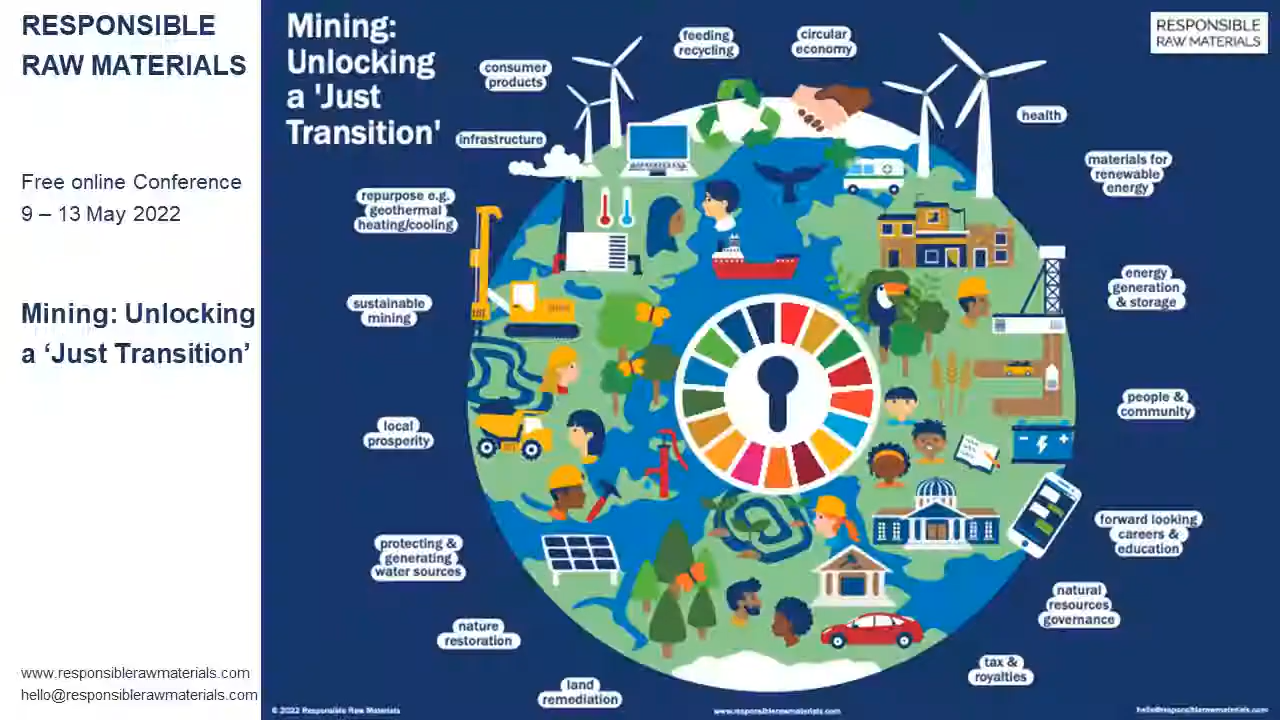 RESPONSIBLE
RAW MATERIALS
Free online Conference
9 – 13 May 2022
Mining: Unlocking
a ‘Just Transition’
www.responsiblerawmaterials.com
hello@responsiblerawmaterials.com
Mining:
Unlocking
a 'Just
Transition'
RESPONSIBLE
RAW MATERIALS
feeding
recycling
circular
economy
consumer
products
infrastructure
repurpose e.g.
geothermal
heating/cooling
sustainable
mining
local
prosperity
protecting &
generating
water sources
nature
restoration
land
remediation
health
materials for
renewable
energy
energy
generation
& storage
people &
community
forward looking
careers &
education
natural
resources
governance
tax &
royalties
© 2022 Responsible Raw Materials
www.responsiblerawmaterials.com
hello@responsiblerawmaterials.com